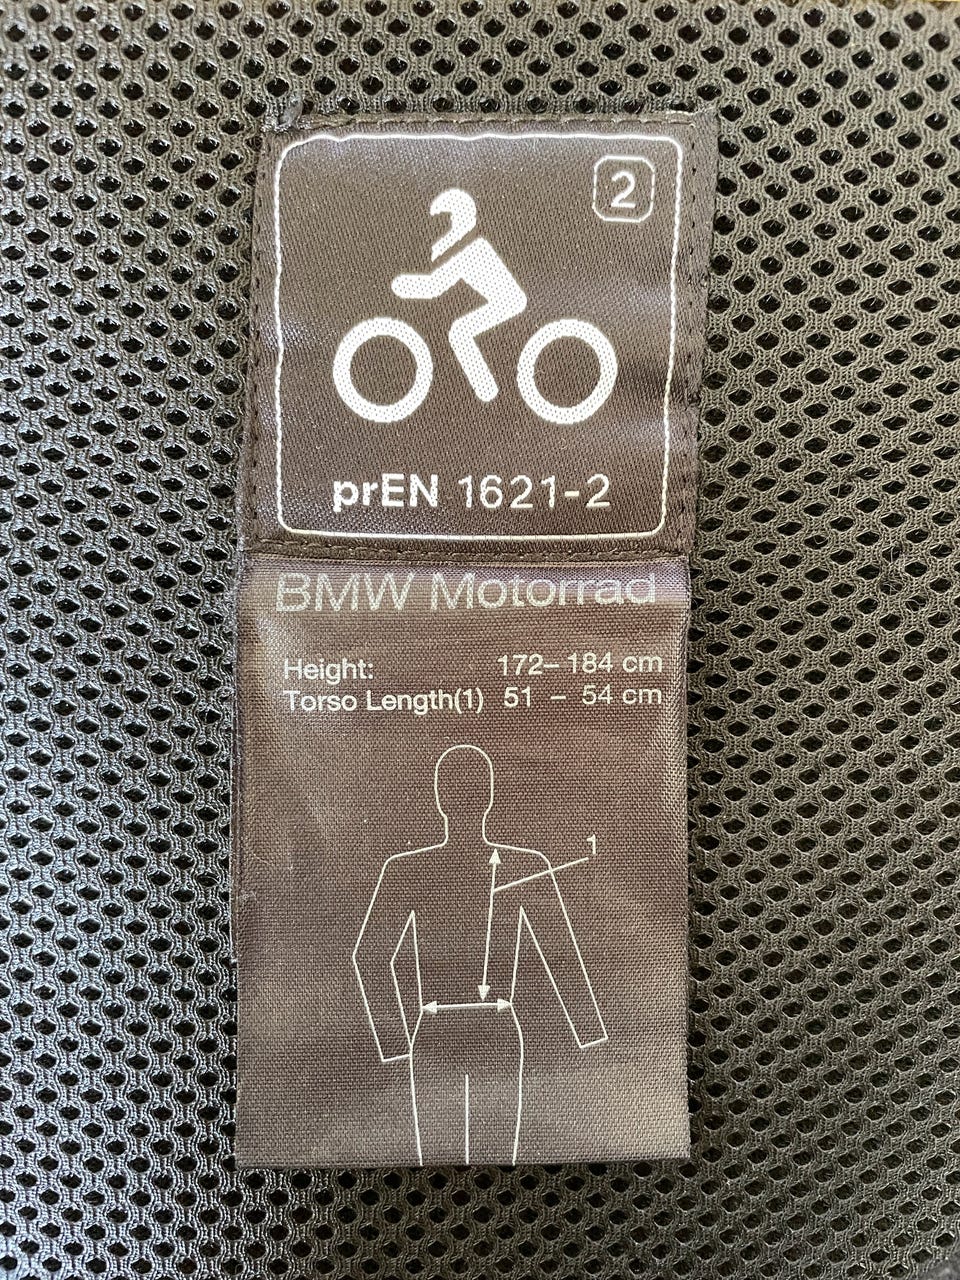 2
prEN 1621-2
BMW Motorrad
Height: 172– 184 cm
Torso Length(1) 51 – 54 cm
1